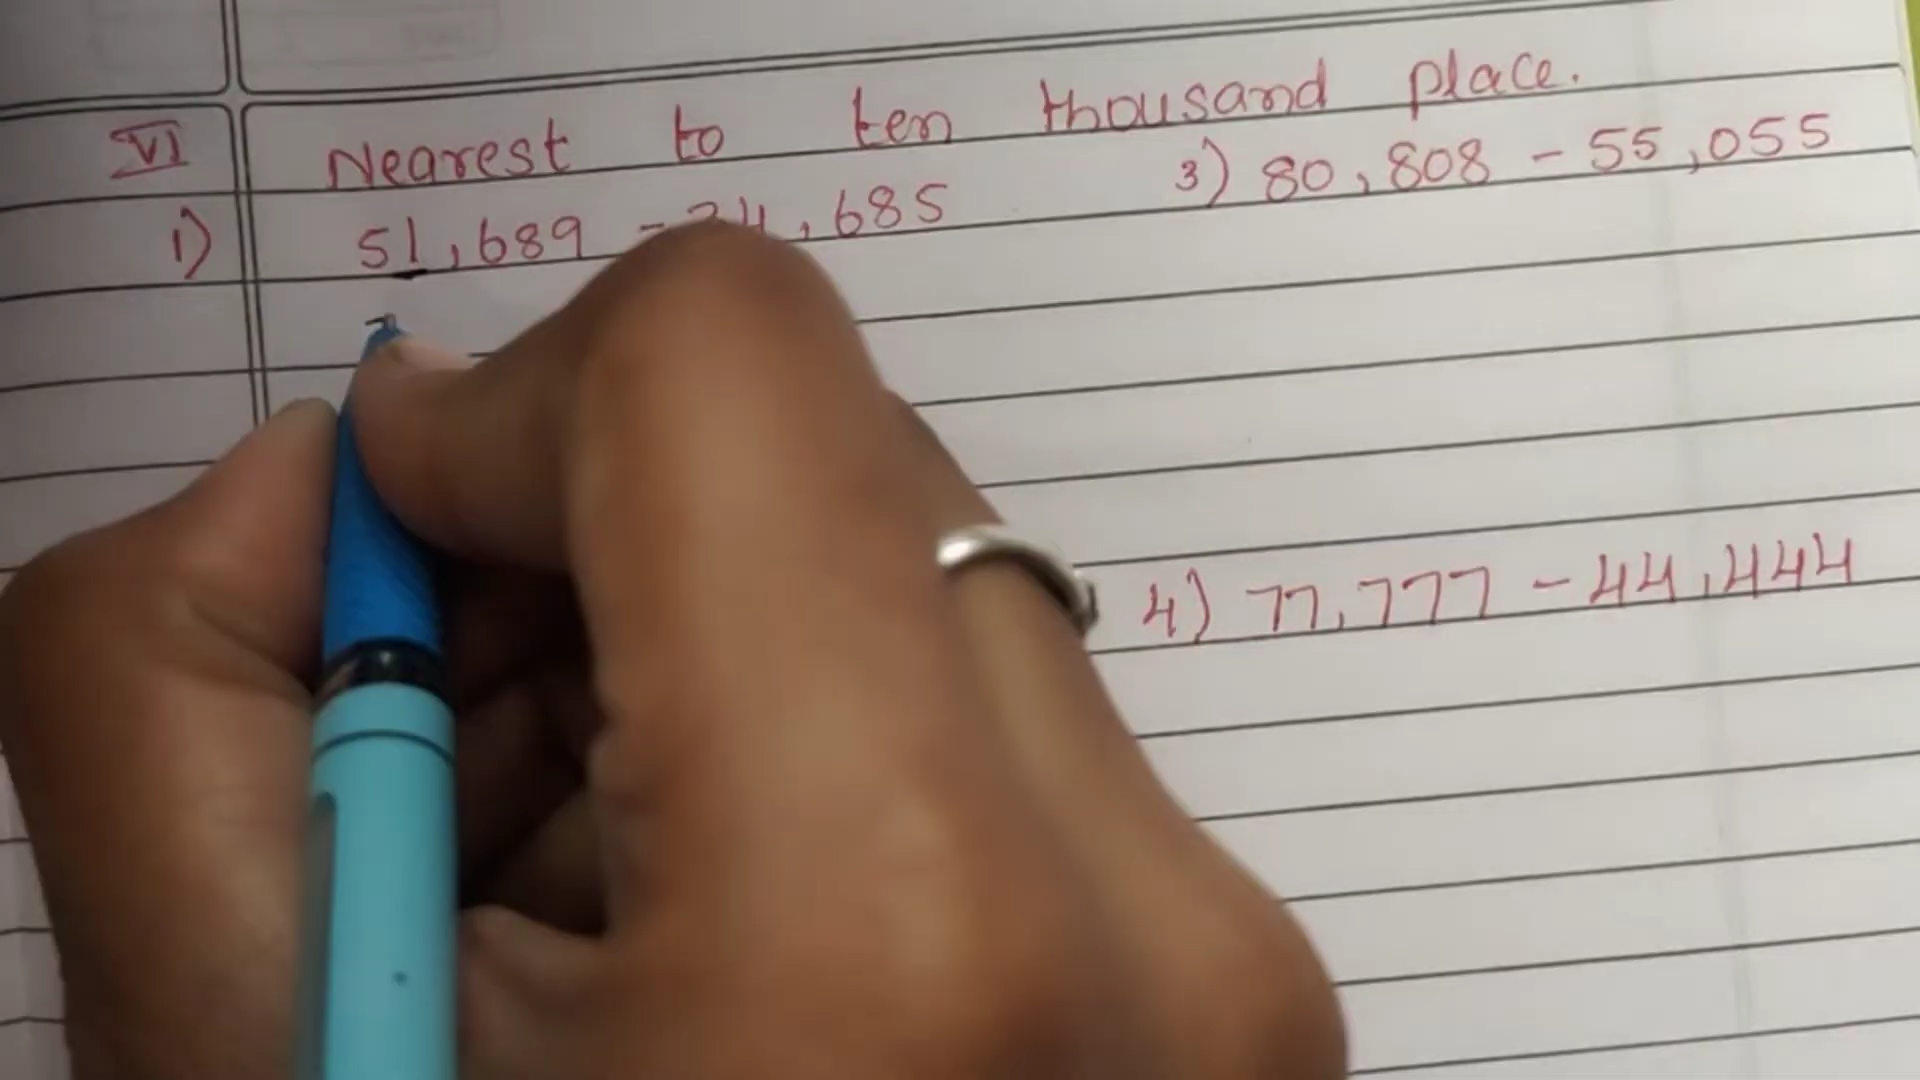 VI Nearest to ten thousand place.
1) 51,689 - 34,685
3) 80,808 - 55,055
4) 77,777 - 44,444